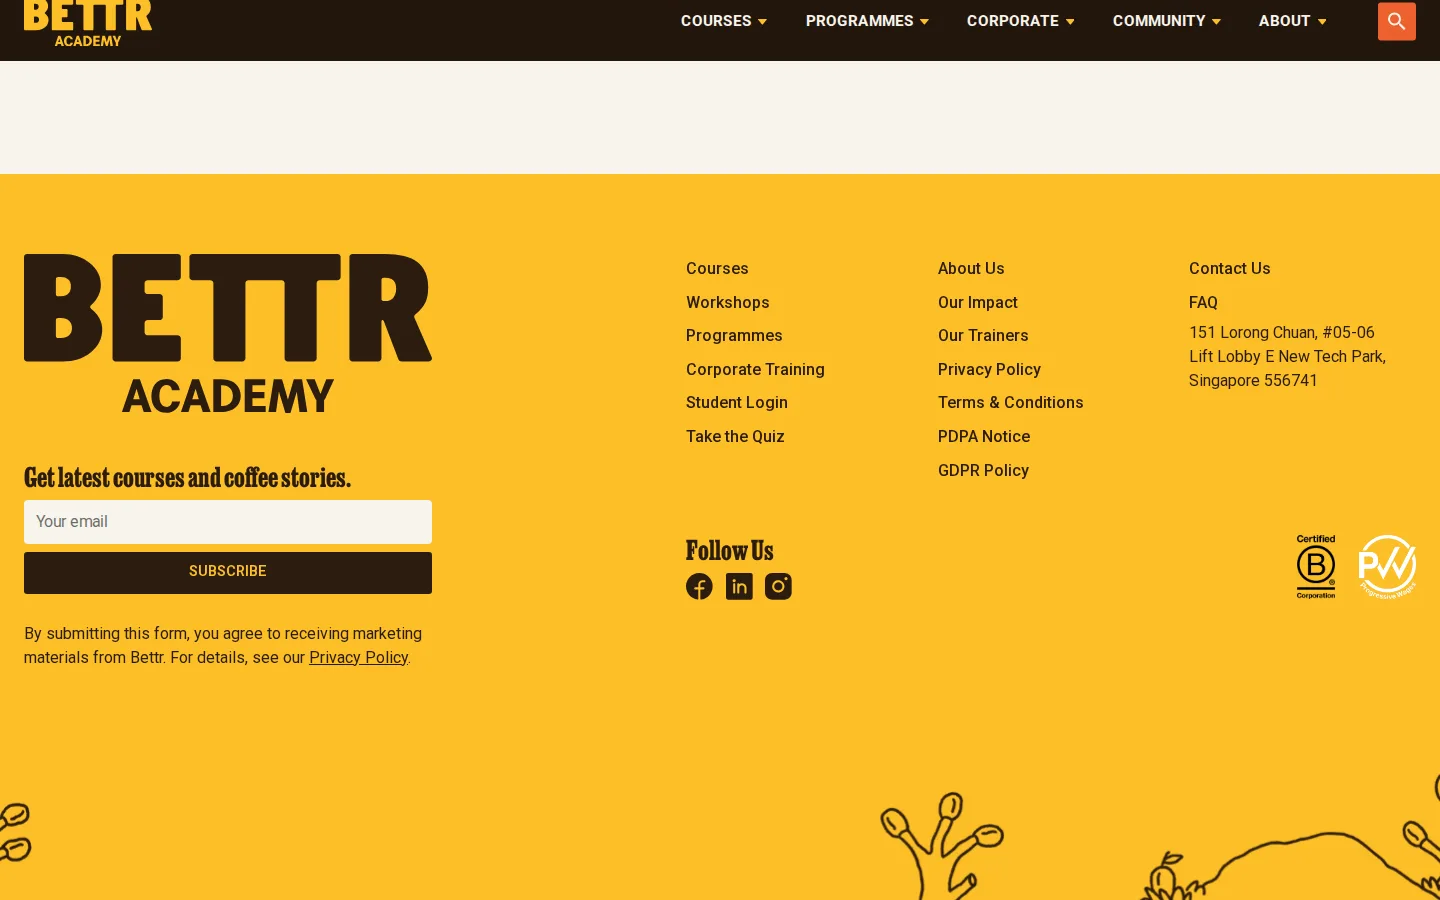 BETTR
ACADEMY
COURSES
PROGRAMMES
CORPORATE
COMMUNITY
ABOUT
BETTR
ACADEMY
Get latest courses and coffee stories.
Your email
SUBSCRIBE
By submitting this form, you agree to receiving marketing
materials from Bettr. For details, see our Privacy Policy.
Courses
Workshops
Programmes
Corporate Training
Student Login
Take the Quiz
About Us
Our Impact
Our Trainers
Privacy Policy
Terms & Conditions
PDPA Notice
GDPR Policy
Contact Us
FAQ
151 Lorong Chuan, #05-06
Lift Lobby E New Tech Park,
Singapore 556741
Follow Us
Certified
B
®
Corporation
PW
Progressive Wages